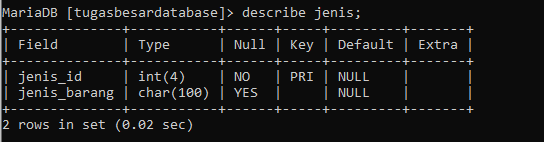 MariaDB [tugasbesardatabase]> describe jenis;
+--------------+-----------+------+-----+---------+-------+
| Field        | Type      | Null | Key | Default | Extra |
+--------------+-----------+------+-----+---------+-------+
| jenis_id     | int(4)    | NO   | PRI | NULL    |       |
| jenis_barang | char(100) | YES  |     | NULL    |       |
+--------------+-----------+------+-----+---------+-------+
2 rows in set (0.02 sec)